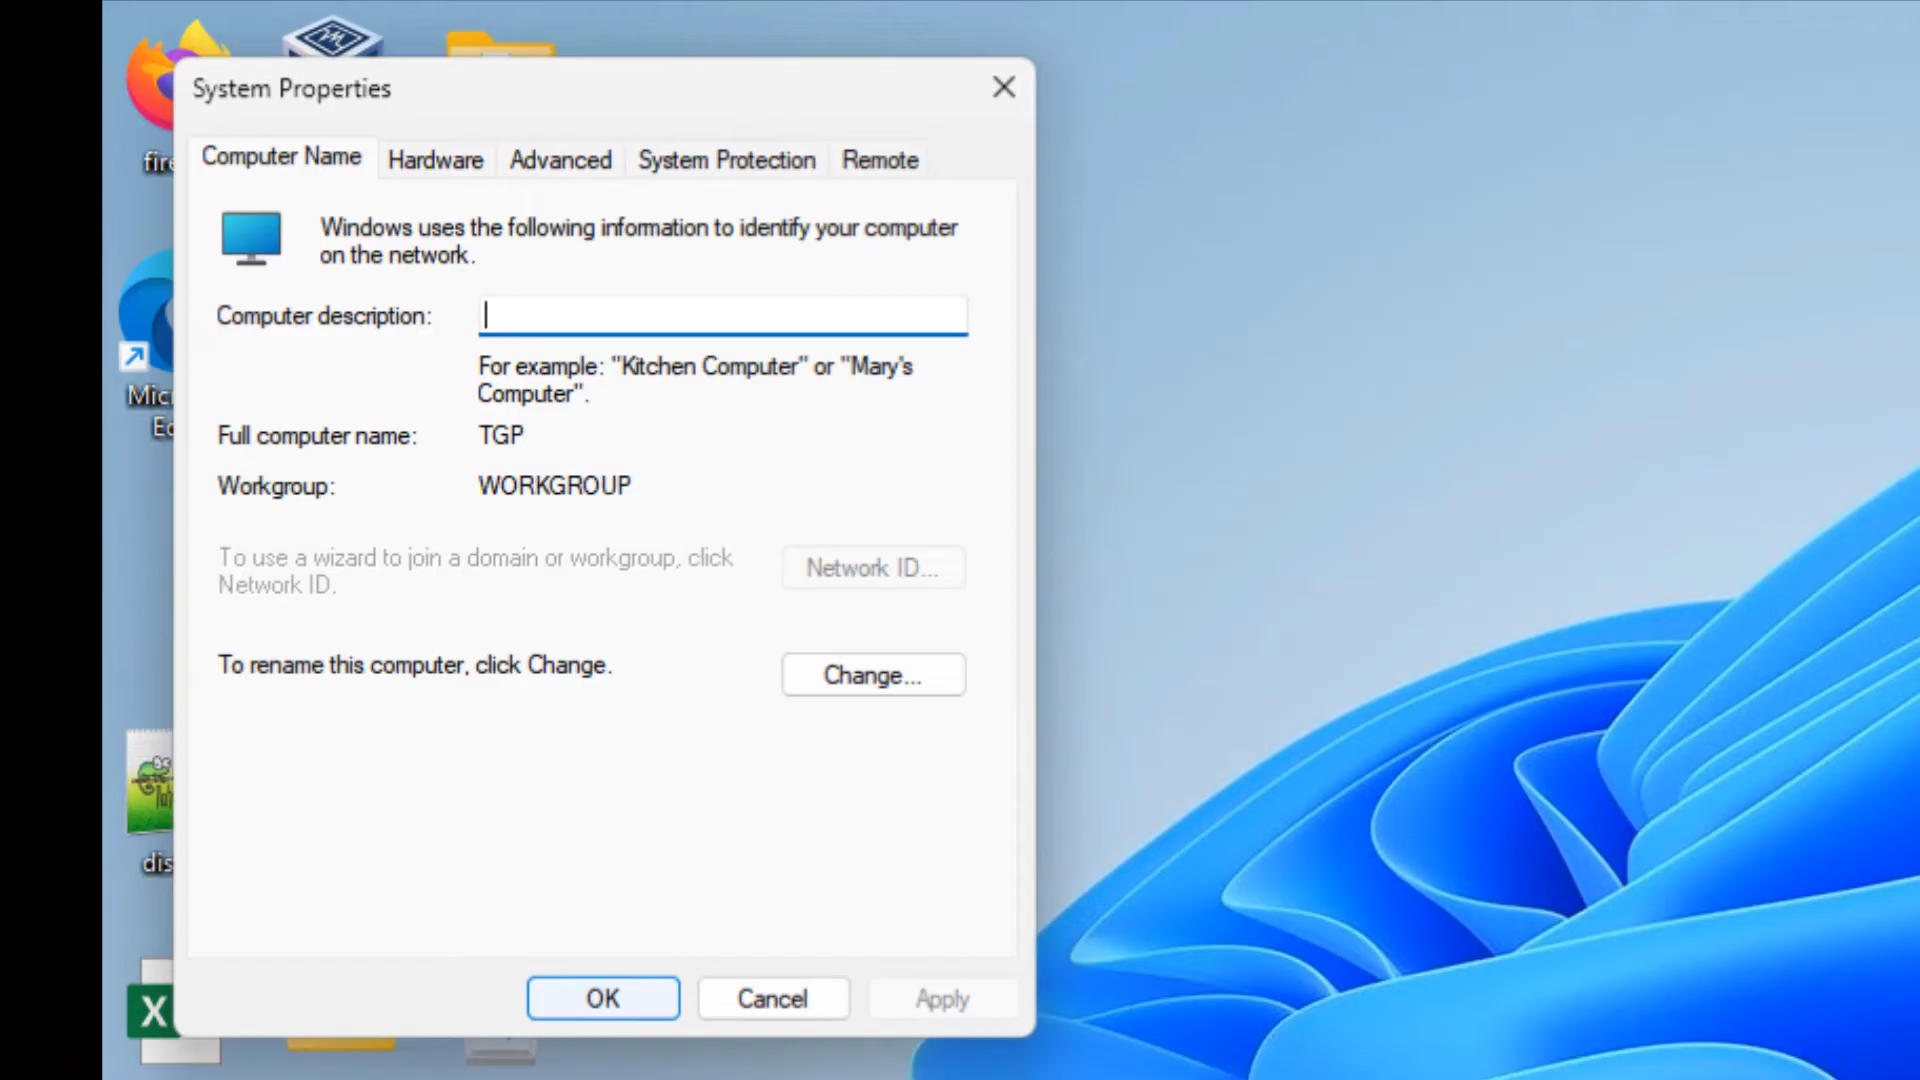 System Properties
Computer Name
Hardware
Advanced
System Protection
Remote
Windows uses the following information to identify your computer
on the network.
Computer description:
For example: "Kitchen Computer" or "Mary's
Computer".
Full computer name:
TGP
Workgroup:
WORKGROUP
To use a wizard to join a domain or workgroup, click
Network ID.
Network ID...
To rename this computer, click Change.
Change...
OK
Cancel
Apply
X